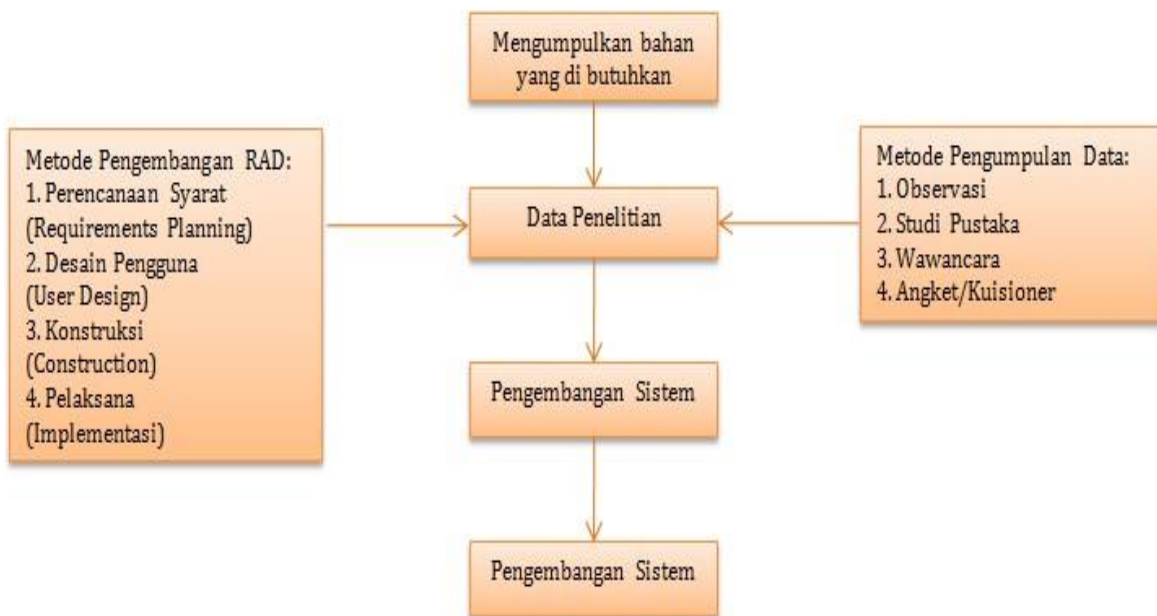 Mengumpulkan bahan
yang di butuhkan
Metode Pengembangan RAD:
1. Perencanaan Syarat
(Requirements Planning)
2. Desain Pengguna
(User Design)
3. Konstruksi
(Construction)
4. Pelaksana
(Implementasi)
Data Penelitian
Metode Pengumpulan Data:
1. Observasi
2. Studi Pustaka
3. Wawancara
4. Angket/Kuisioner
Pengembangan Sistem
Pengembangan Sistem